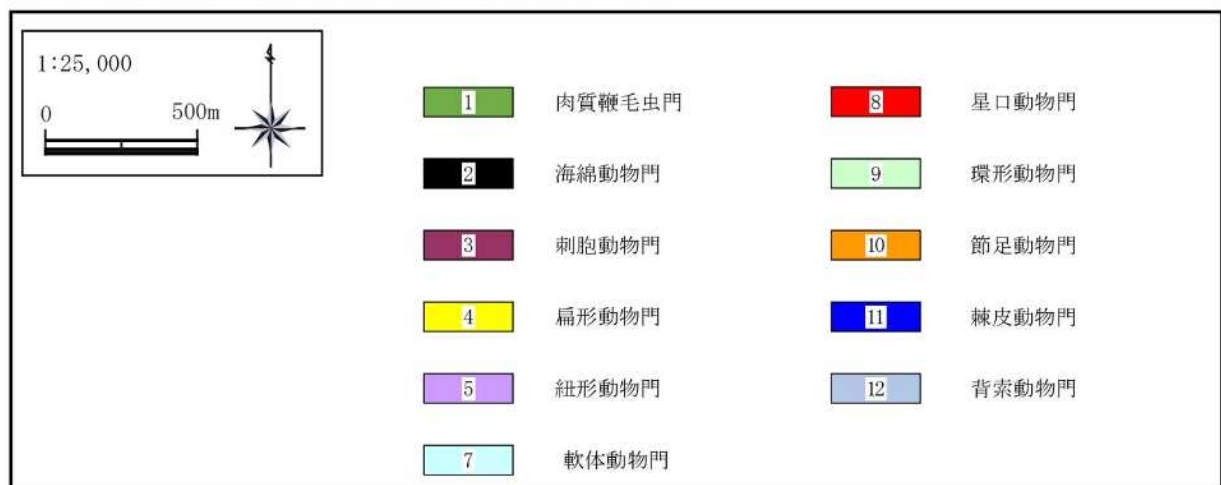 1:25,000
0 500m
1 肉質鞭毛虫門
2 海綿動物門
3 刺胞動物門
4 扁形動物門
5 紐形動物門
7 軟体動物門
8 星口動物門
9 環形動物門
10 節足動物門
11 棘皮動物門
12 背索動物門